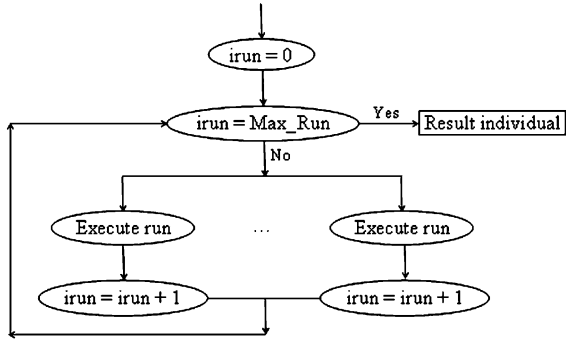 irun = 0
irun = Max_Run
Yes
Result individual
No
Execute run
...
Execute run
irun = irun + 1
irun = irun + 1